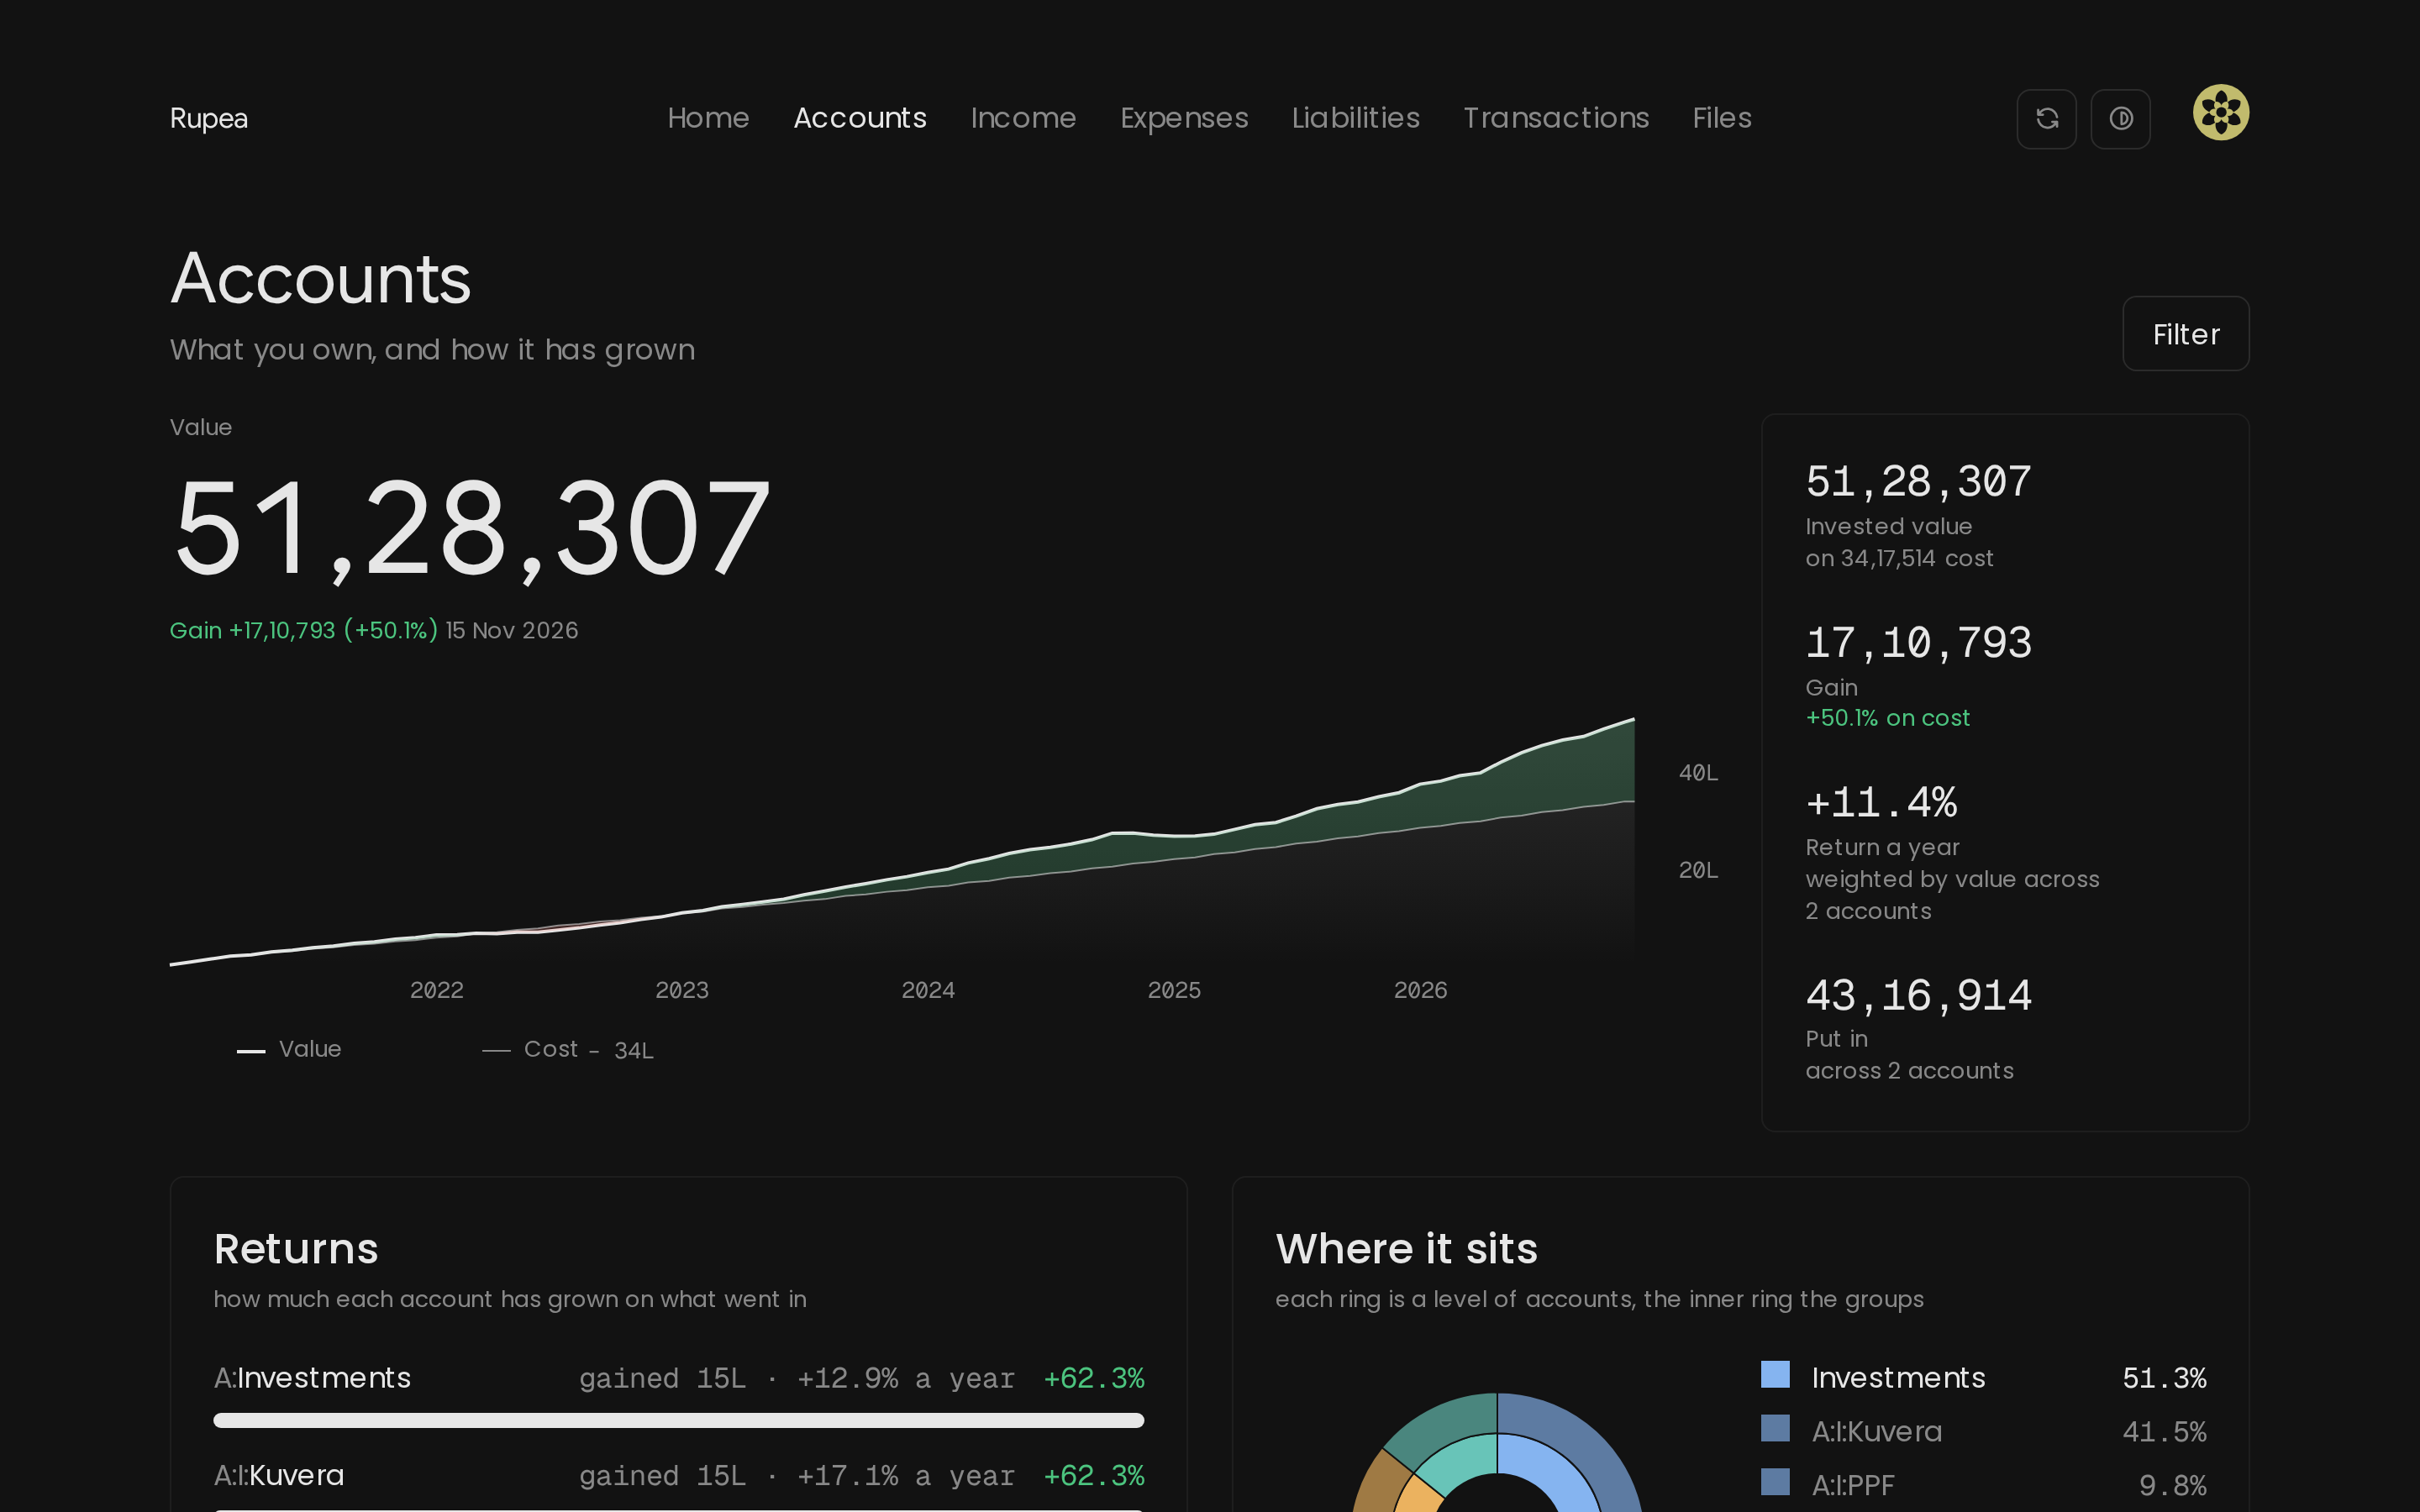 Rupea
Home Accounts Income Expenses Liabilities Transactions Files
Accounts
What you own, and how it has grown
Filter
Value
51,28,307
Gain +17,10,793 (+50.1%) 15 Nov 2026
40L
20L
2022 2023 2024 2025 2026
Value Cost - 34L
51,28,307
Invested value
on 34,17,514 cost
17,10,793
Gain
+50.1% on cost
+11.4%
Return a year
weighted by value across
2 accounts
43,16,914
Put in
across 2 accounts
Returns
how much each account has grown on what went in
A:Investments gained 15L · +12.9% a year +62.3%
A:I:Kuvera gained 15L · +17.1% a year +62.3%
Where it sits
each ring is a level of accounts, the inner ring the groups
Investments 51.3%
A:I:Kuvera 41.5%
A:I:PPF 9.8%